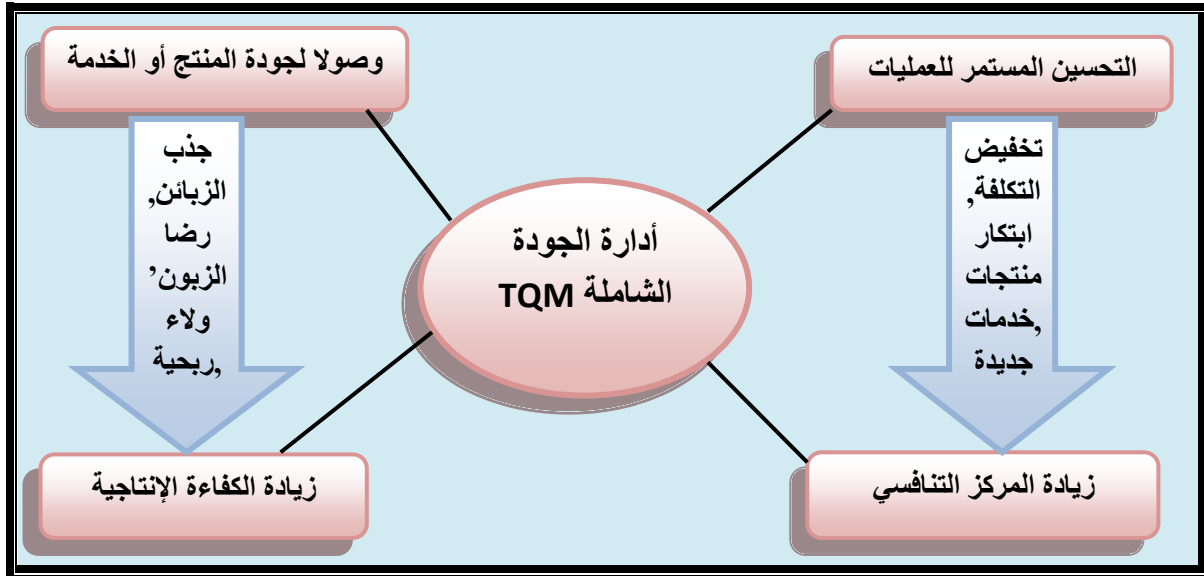 التحسين المستمر للعمليات
وصولا لجودة المنتج أو الخدمة
تخفيض
التكلفة,
ابتكار
منتجات
,خدمات
جديدة
جذب
الزبائن,
رضا
الزبون’
ولاء
,ربحية
أدارة الجودة
الشاملة TQM
زيادة المركز التنافسي
زيادة الكفاءة الإنتاجية